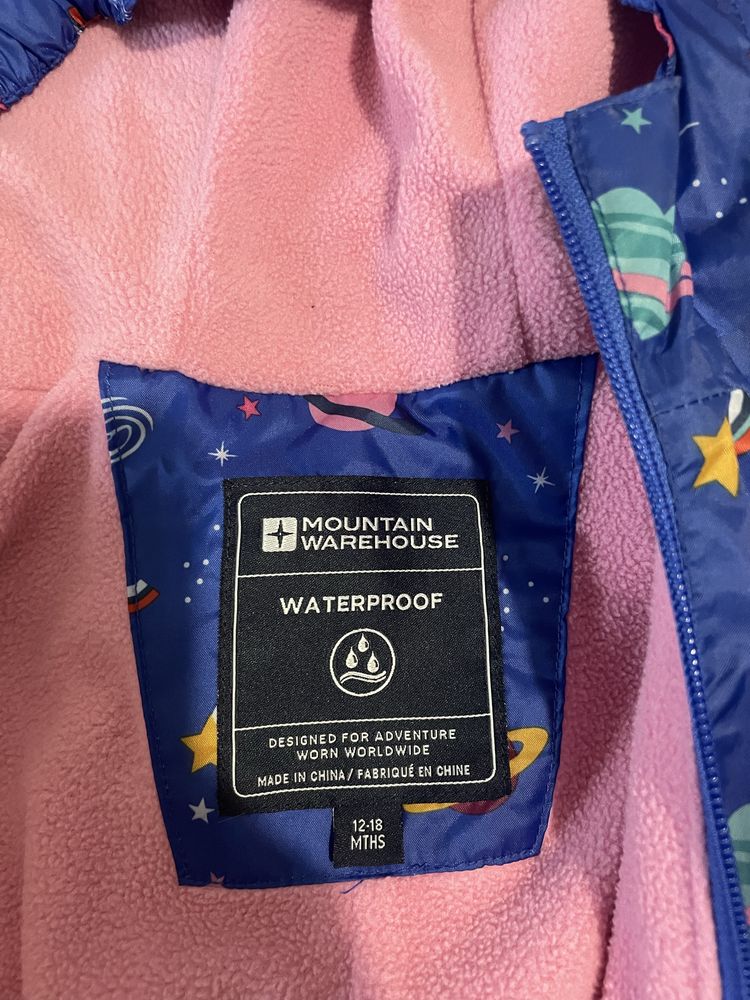 MOUNTAIN
WAREHOUSE
WATERPROOF
DESIGNED FOR ADVENTURE
WORN WORLDWIDE
MADE IN CHINA / FABRIQUÉ EN CHINE
12-18
MTHS